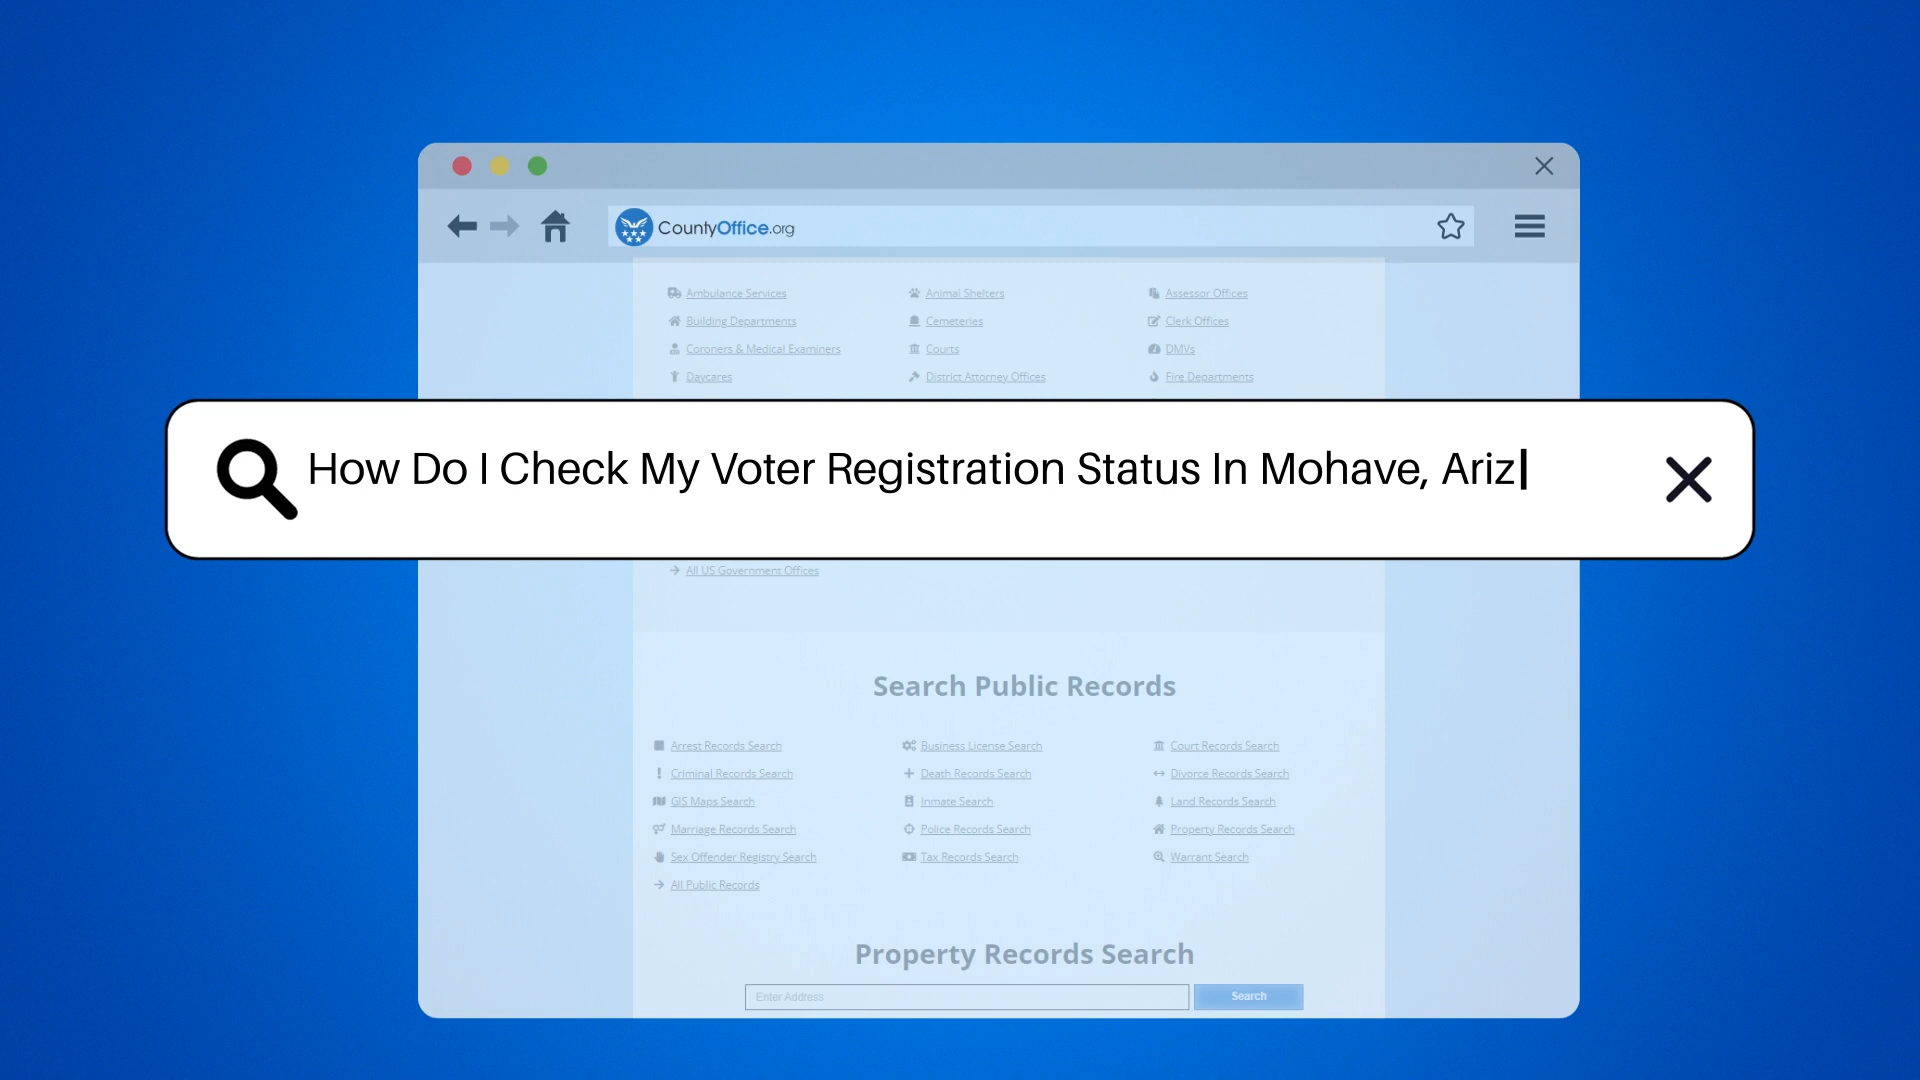 CountyOffice.org
Ambulance Services Animal Shelters Assessor Offices
Building Departments Cemeteries Clerk Offices
Coroners & Medical Examiners Courts DMVs
Daycares District Attorney Offices Fire Departments
How Do I Check My Voter Registration Status In Mohave, Ariz
All US Government Offices
Search Public Records
Arrest Records Search Business License Search Court Records Search
Criminal Records Search Death Records Search Divorce Records Search
GIS Maps Search Inmate Search Land Records Search
Marriage Records Search Police Records Search Property Records Search
Sex Offender Registry Search Tax Records Search Warrant Search
All Public Records
Property Records Search
Enter Address Search